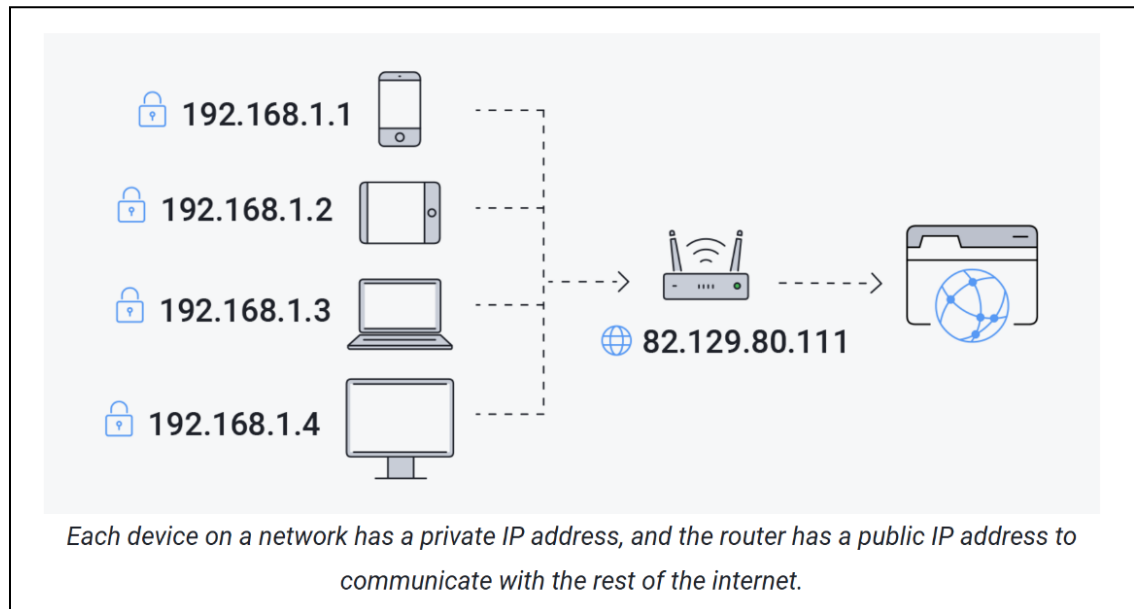 192.168.1.1
192.168.1.2
192.168.1.3
82.129.80.111
192.168.1.4
Each device on a network has a private IP address, and the router has a public IP address to
communicate with the rest of the internet.